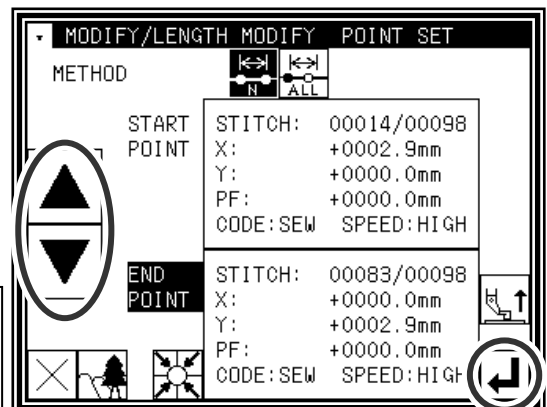 MODIFY/LENGTH MODIFY POINT SET
METHOD
N
ALL
START
POINT
STITCH: 00014/00098
X: +0002.9mm
Y: +0000.0mm
PF: +0000.0mm
CODE:SEW SPEED:HIGH
END
POINT
STITCH: 00083/00098
X: +0000.0mm
Y: +0002.9mm
PF: +0000.0mm
CODE:SEW SPEED:HIGH